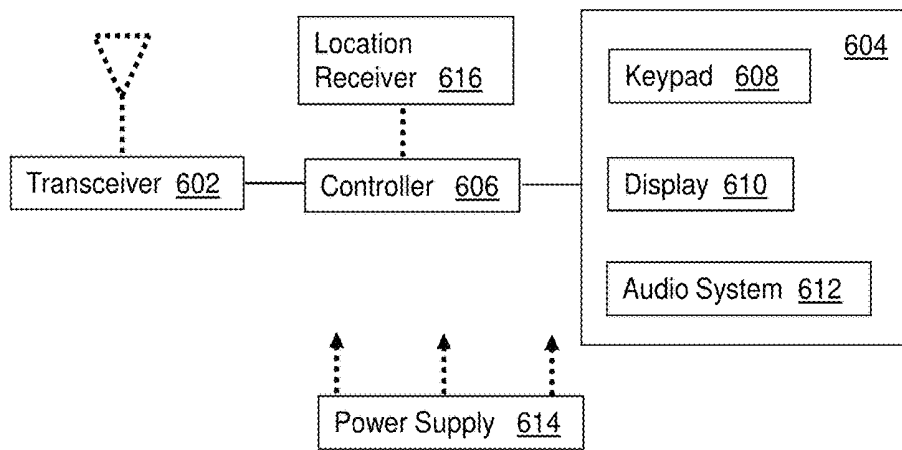 Location
Receiver 616
604
Keypad 608
Transceiver 602
Controller 606
Display 610
Audio System 612
Power Supply 614